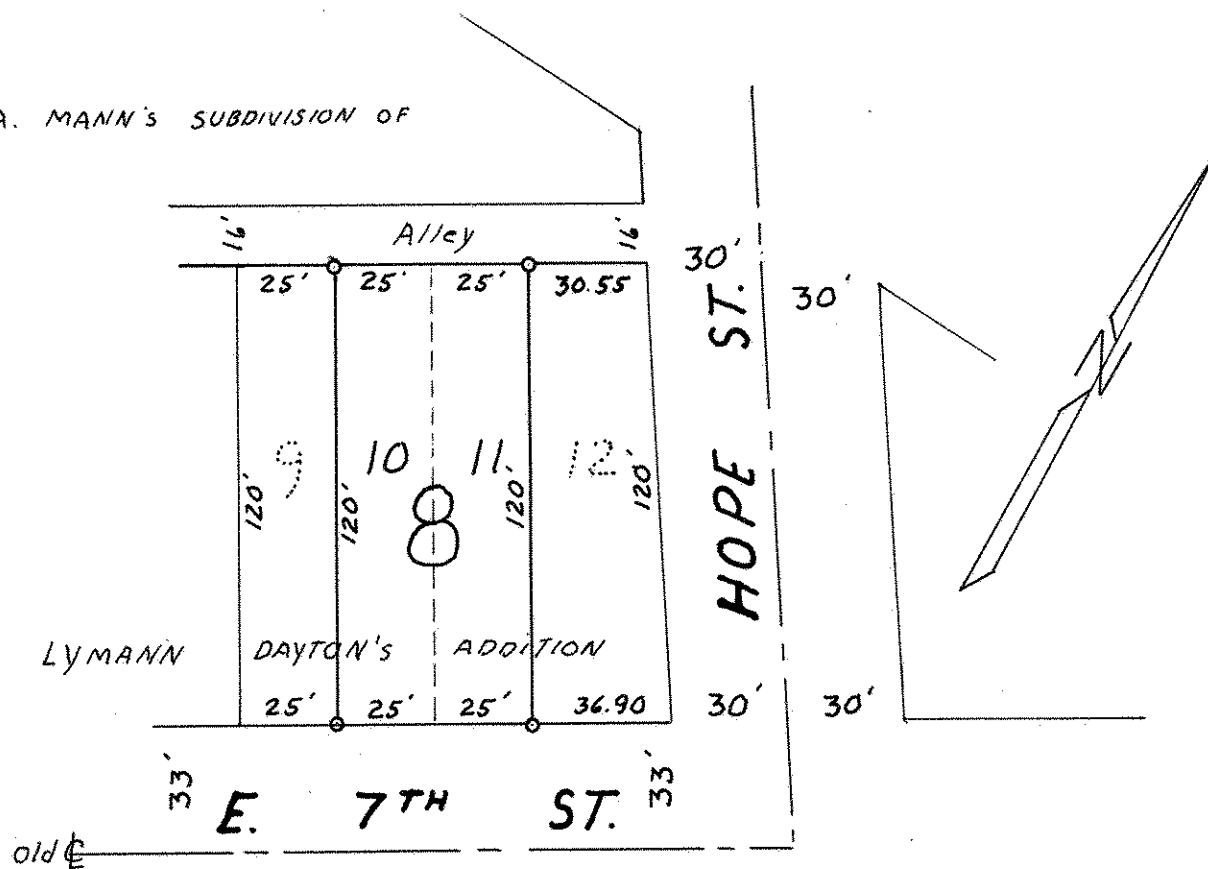 A. MANN'S SUBDIVISION OF
16' Alley 16'
25' 25' 25' 30.55
30' 30'
HOPE ST.
N
9 10 11 12
120' 120' 120' 120'
8
LYMANN DAYTON'S ADDITION
25' 25' 25' 36.90 30' 30'
33' 33'
E. 7TH ST.
Old ℄